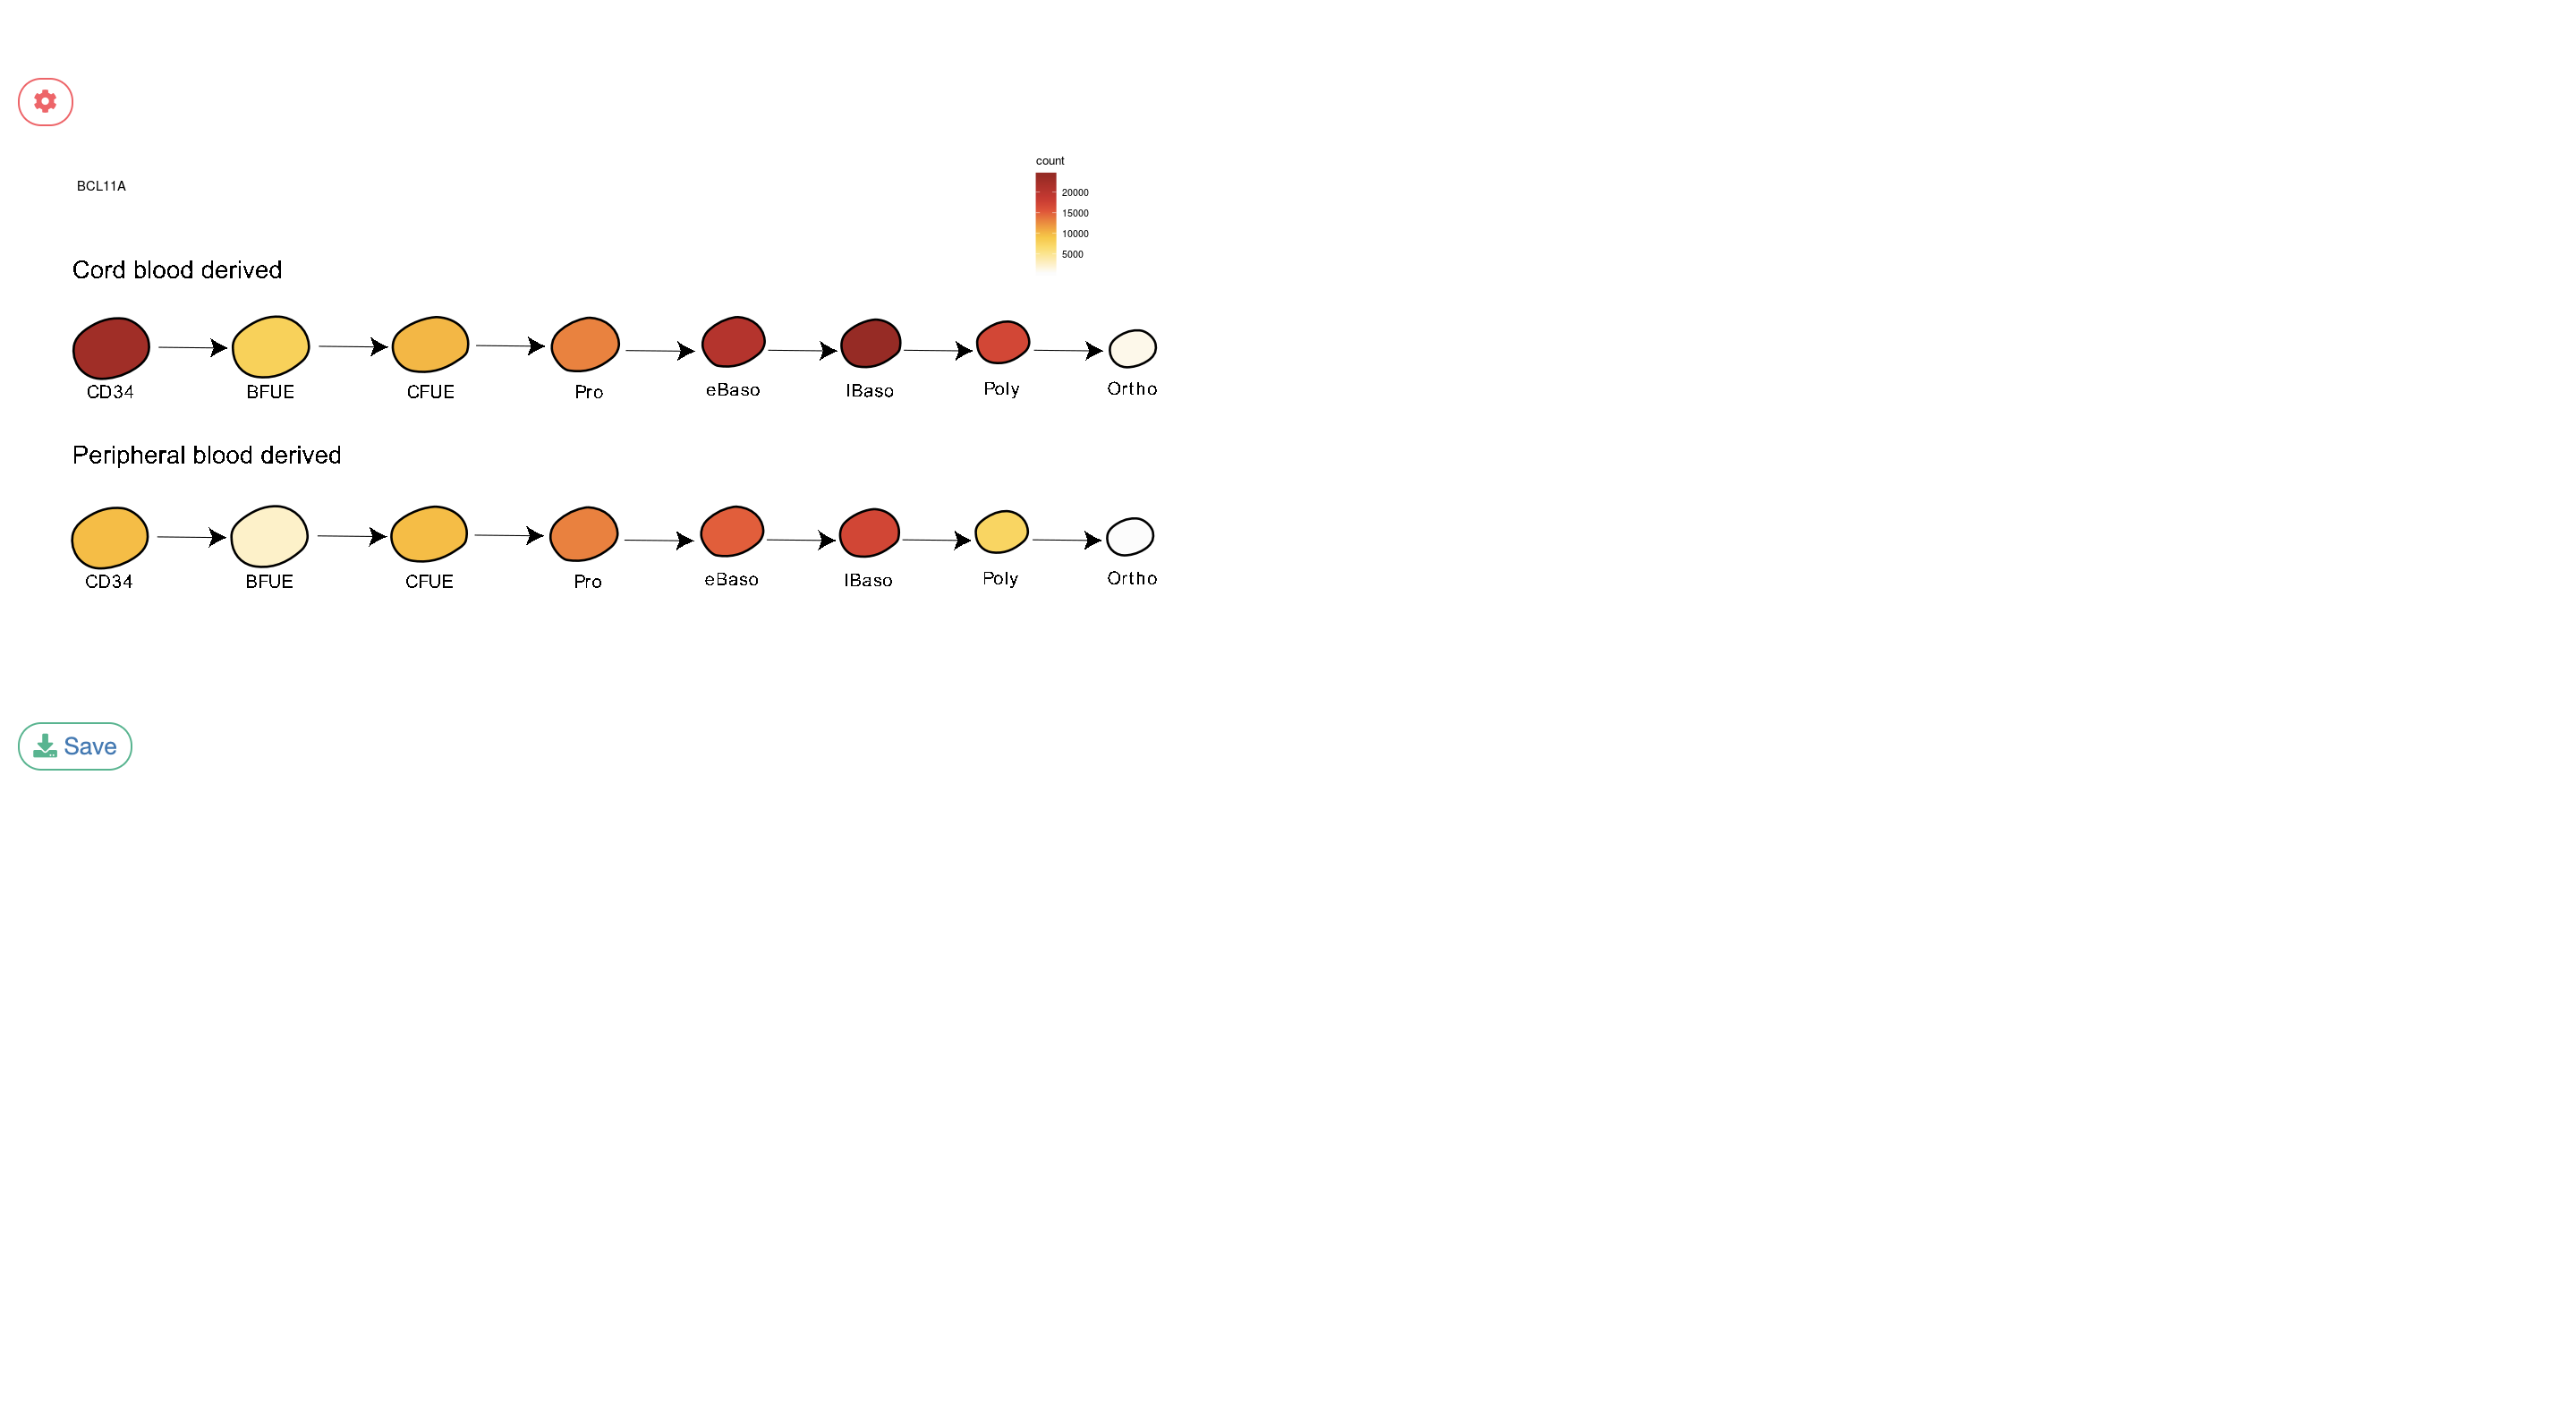 count
BCL11A
20000
15000
10000
5000
Cord blood derived
CD34 BFUE CFUE Pro eBaso lBaso Poly Ortho
Peripheral blood derived
CD34 BFUE CFUE Pro eBaso lBaso Poly Ortho
Save